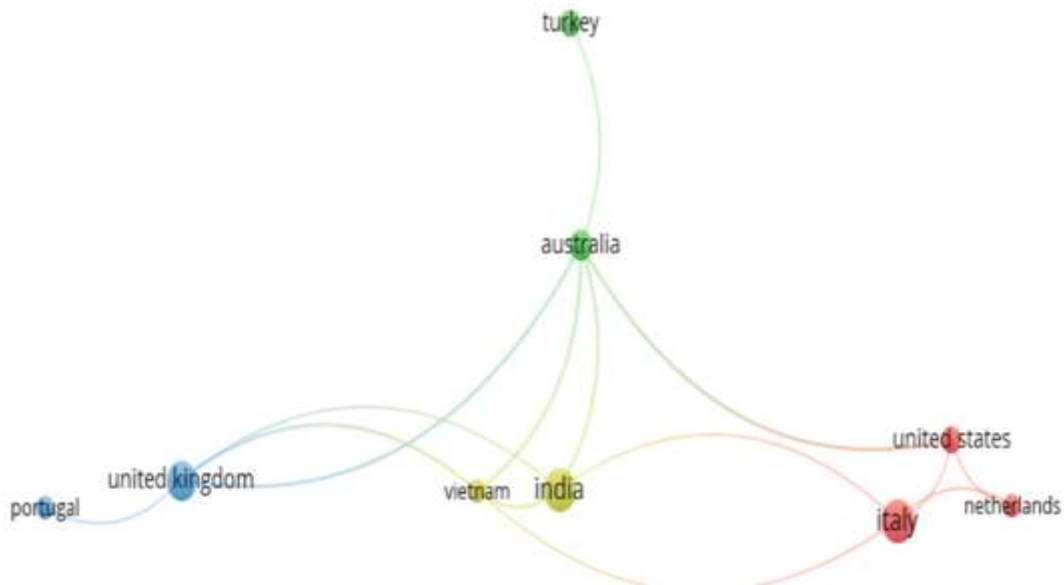 turkey
australia
united states
united kingdom
vietnam
india
portugal
italy
netherlands